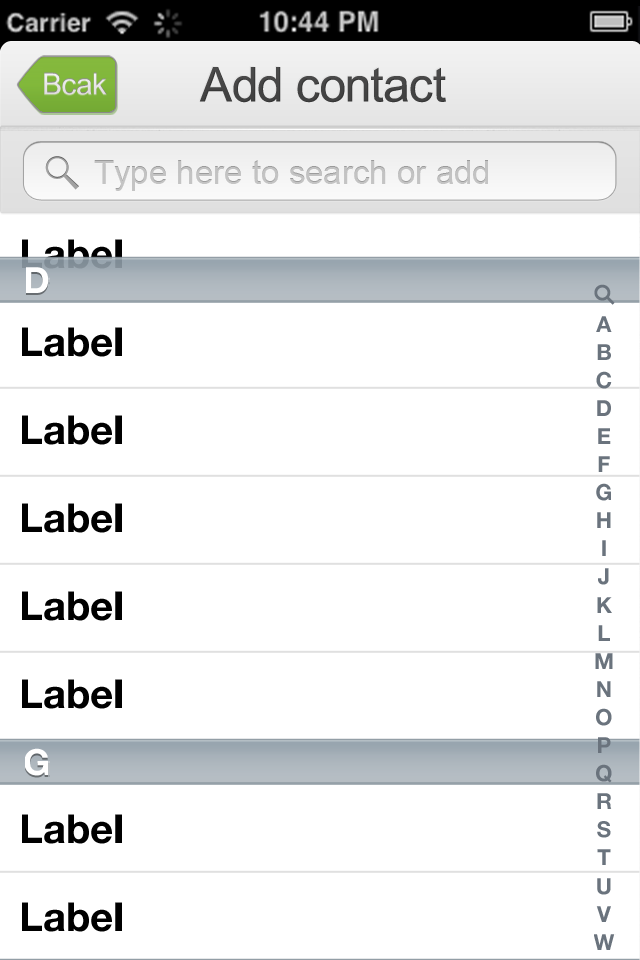 Carrier 10:44 PM
Bcak Add contact
Type here to search or add
Label
D
Label
Label
Label
Label
Label
G
Label
Label
A
B
C
D
E
F
G
H
I
J
K
L
M
N
O
P
Q
R
S
T
U
V
W